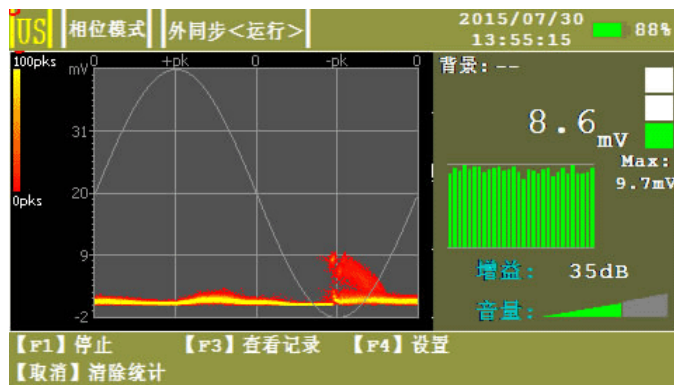 US 相位模式 外同步<运行> 2015/07/30 88%
13:55:15
100pks mV 0 +pk 0 -pk 0 背景:--
31
8.6mV
Max:
9.7mV
0pks 20
9
增益: 35dB
音量:
-2
【F1】停止 【F3】查看记录 【F4】设置
【取消】清除统计